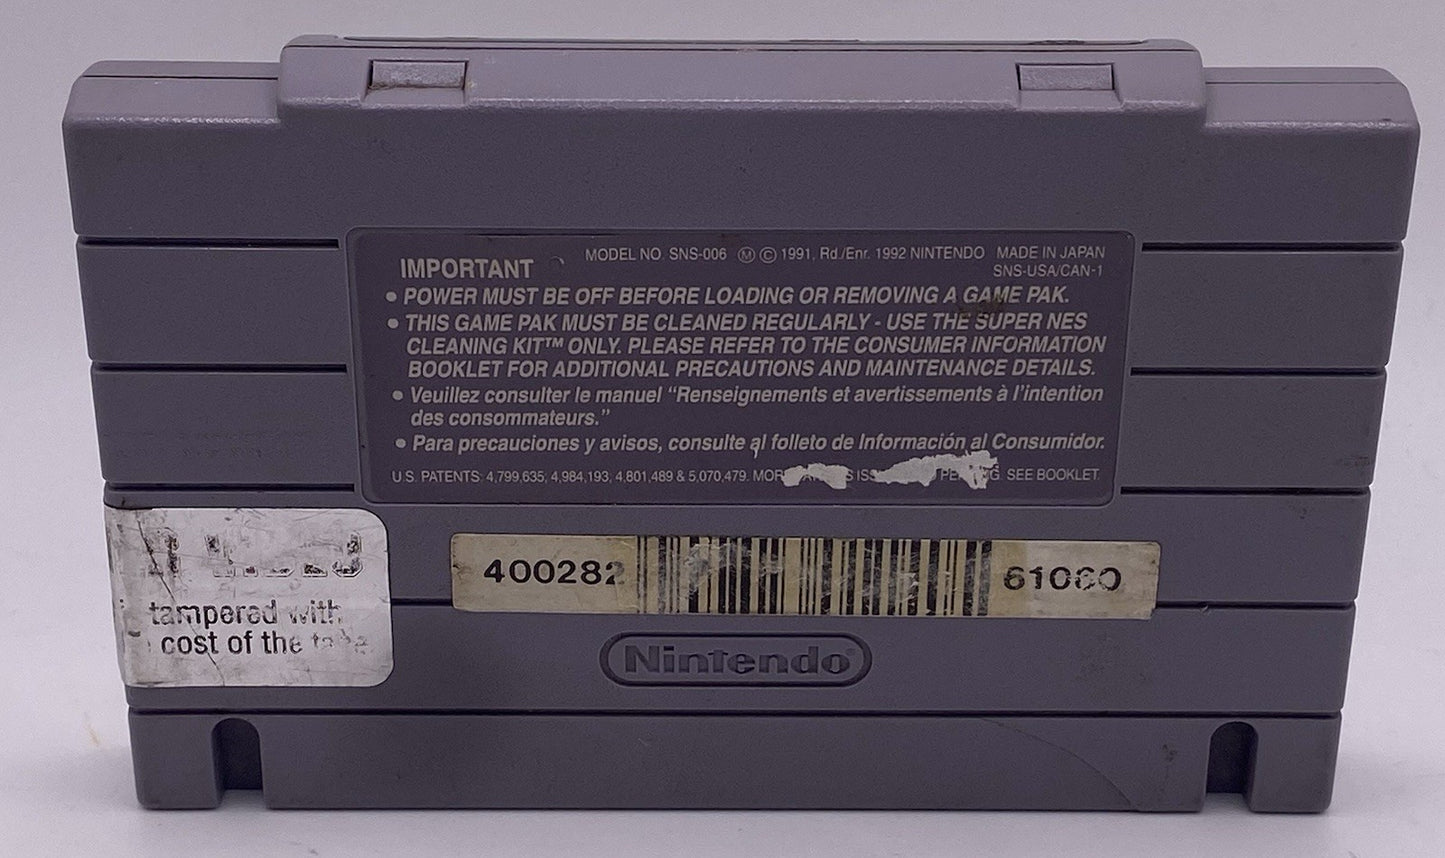 IMPORTANT
MODEL NO. SNS-006 Ⓜ © 1991, Rd./Enr. 1992 NINTENDO MADE IN JAPAN
SNS-USA/CAN-1
• POWER MUST BE OFF BEFORE LOADING OR REMOVING A GAME PAK.
• THIS GAME PAK MUST BE CLEANED REGULARLY - USE THE SUPER NES
CLEANING KIT™ ONLY. PLEASE REFER TO THE CONSUMER INFORMATION
BOOKLET FOR ADDITIONAL PRECAUTIONS AND MAINTENANCE DETAILS.
• Veuillez consulter le manuel “Renseignements et avertissements à l’intention
des consommateurs.”
• Para precauciones y avisos, consulte al folleto de Información al Consumidor.
U.S. PATENTS: 4,799,635; 4,984,193; 4,801,489 & 5,070,479. SEE BOOKLET
400282 61060
tampered with
cost of the
Nintendo